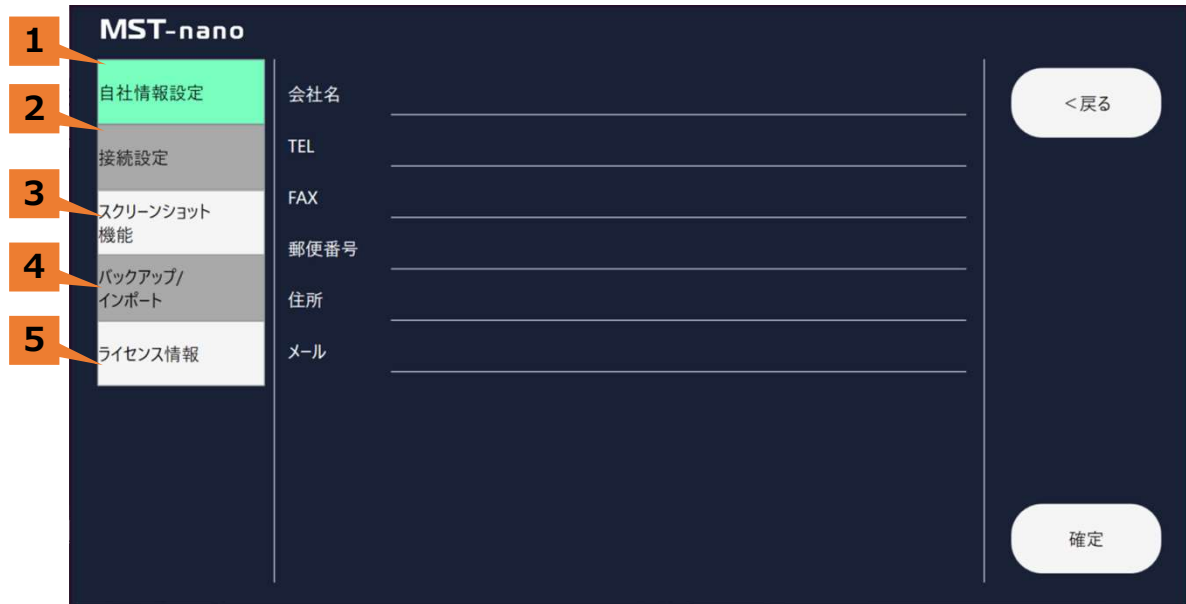 MST-nano
1
自社情報設定
2
接続設定
3
スクリーンショット
機能
4
バックアップ/
インポート
5
ライセンス情報
会社名
TEL
FAX
郵便番号
住所
メール
<戻る
確定